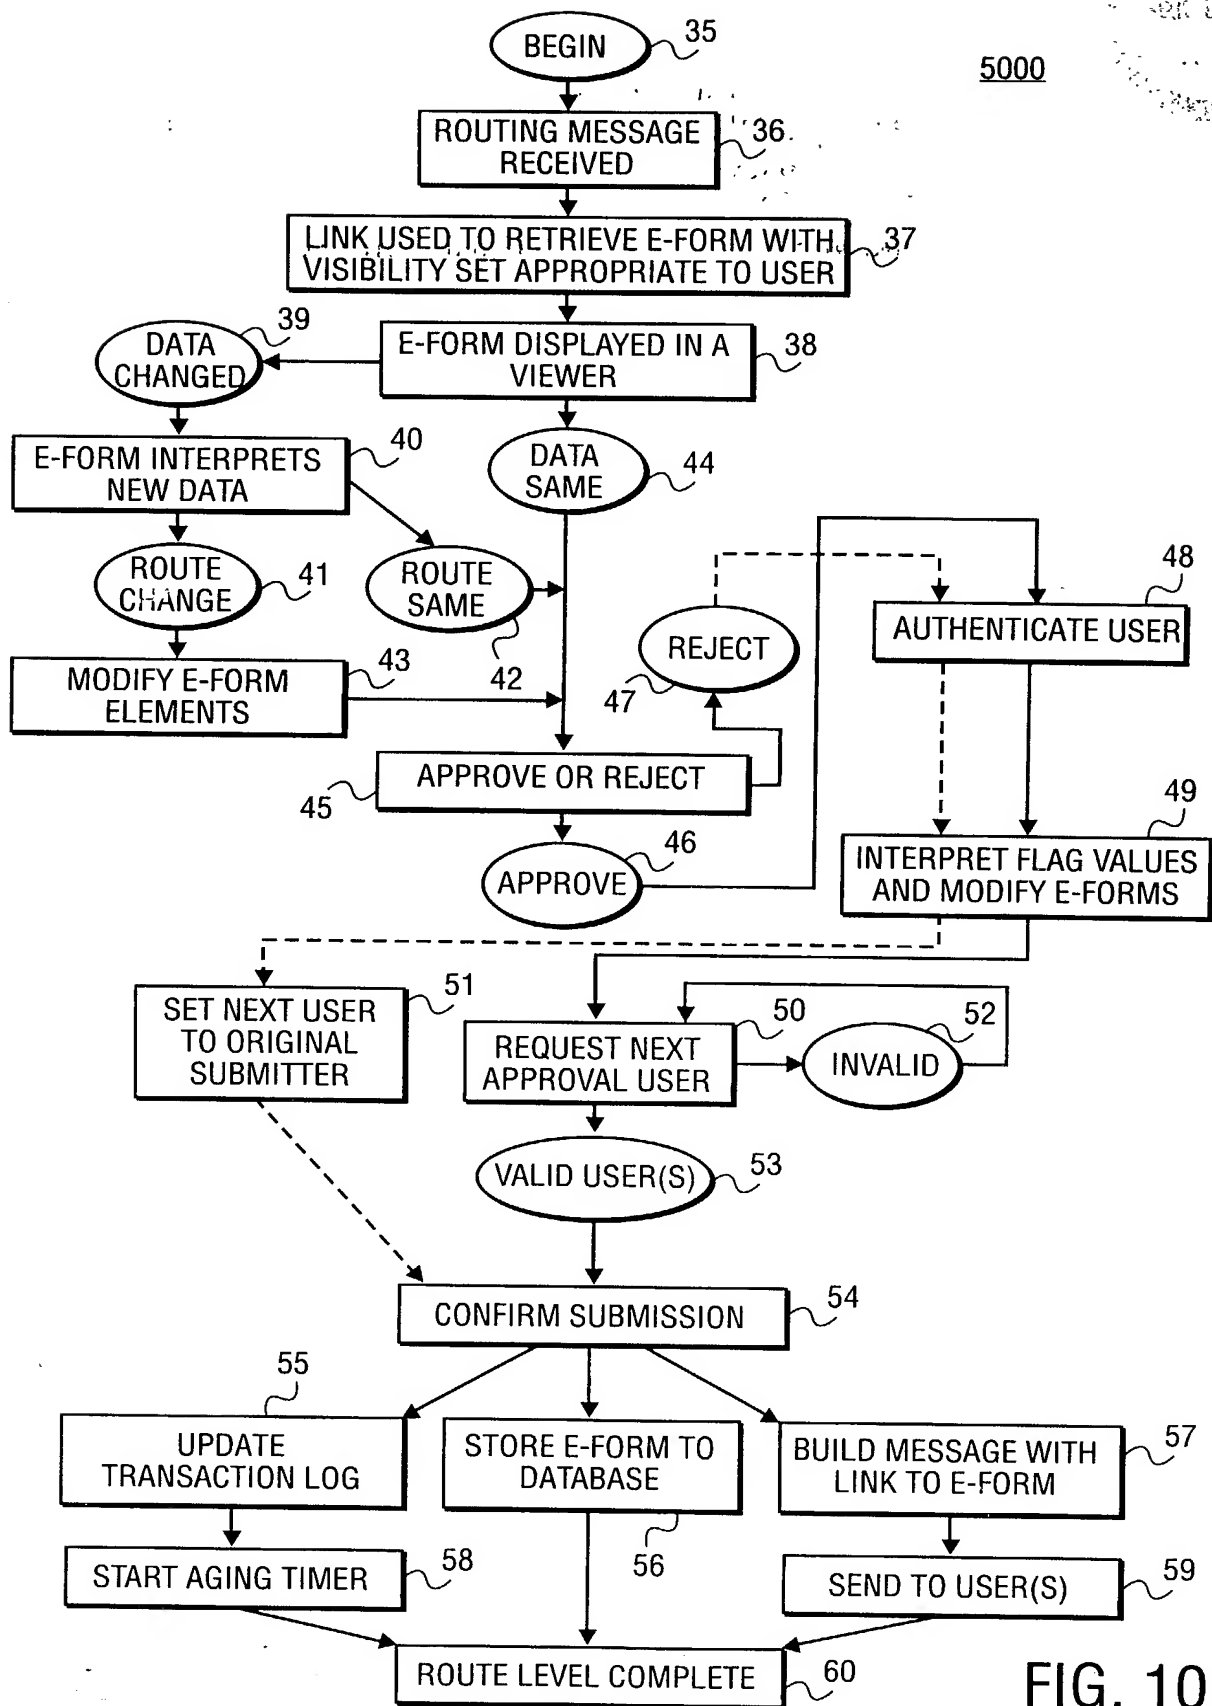 BEGIN
35
5000
ROUTING MESSAGE
RECEIVED
36
LINK USED TO RETRIEVE E-FORM WITH
VISIBILITY SET APPROPRIATE TO USER
37
39
DATA
CHANGED
E-FORM DISPLAYED IN A
VIEWER
38
E-FORM INTERPRETS
NEW DATA
40
DATA
SAME
44
ROUTE
CHANGE
41
ROUTE
SAME
42
REJECT
47
48
AUTHENTICATE USER
MODIFY E-FORM
ELEMENTS
43
APPROVE OR REJECT
45
APPROVE
46
49
INTERPRET FLAG VALUES
AND MODIFY E-FORMS
SET NEXT USER
TO ORIGINAL
SUBMITTER
51
REQUEST NEXT
APPROVAL USER
50
INVALID
52
VALID USER(S)
53
CONFIRM SUBMISSION
54
55
UPDATE
TRANSACTION LOG
STORE E-FORM TO
DATABASE
56
BUILD MESSAGE WITH
LINK TO E-FORM
57
START AGING TIMER
58
SEND TO USER(S)
59
ROUTE LEVEL COMPLETE
60
FIG. 10